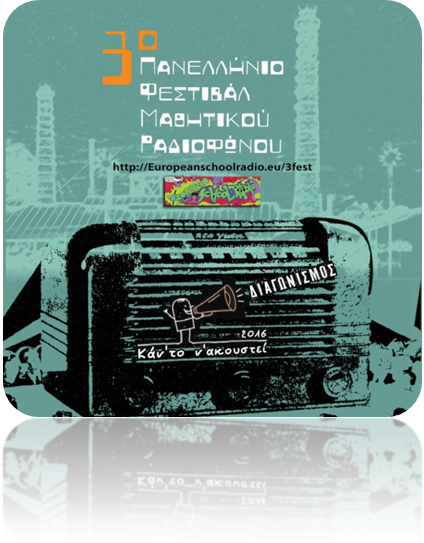 3ο
Πανελλήνιο
Φεστιβάλ
Μαθητικού
Ραδιοφώνου
http://Europeanschoolradio.eu/3fest
ΔΙΑΓΩΝΙΣΜΟΣ
2016
Κάν'το ν'ακουστεί